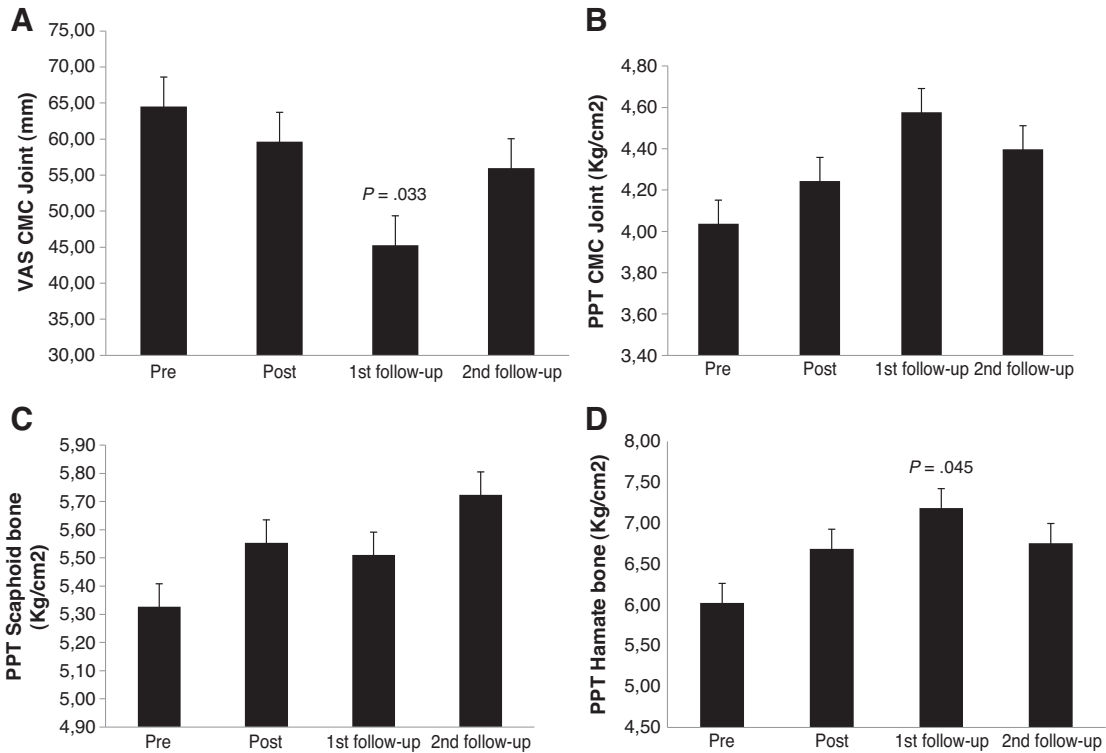 A
VAS CMC Joint (mm)
75,00
70,00
65,00
60,00
55,00
50,00
45,00
40,00
35,00
30,00
P = .033
Pre
Post
1st follow-up
2nd follow-up
B
PPT CMC Joint (Kg/cm2)
4,80
4,60
4,40
4,20
4,00
3,80
3,60
3,40
Pre
Post
1st follow-up
2nd follow-up
C
PPT Scaphoid bone
(Kg/cm2)
5,90
5,80
5,70
5,60
5,50
5,40
5,30
5,20
5,10
5,00
4,90
Pre
Post
1st follow-up
2nd follow-up
D
PPT Hamate bone (Kg/cm2)
8,00
7,50
7,00
6,50
6,00
5,50
5,00
4,50
P = .045
Pre
Post
1st follow-up
2nd follow-up